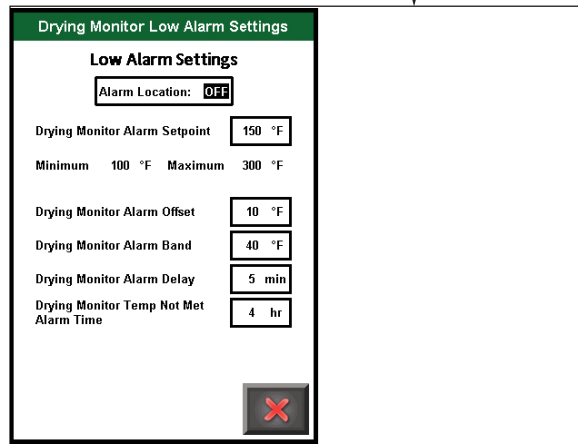 Drying Monitor Low Alarm Settings
Low Alarm Settings
Alarm Location: OFF
Drying Monitor Alarm Setpoint 150 °F
Minimum 100 °F Maximum 300 °F
Drying Monitor Alarm Offset 10 °F
Drying Monitor Alarm Band 40 °F
Drying Monitor Alarm Delay 5 min
Drying Monitor Temp Not Met
Alarm Time 4 hr